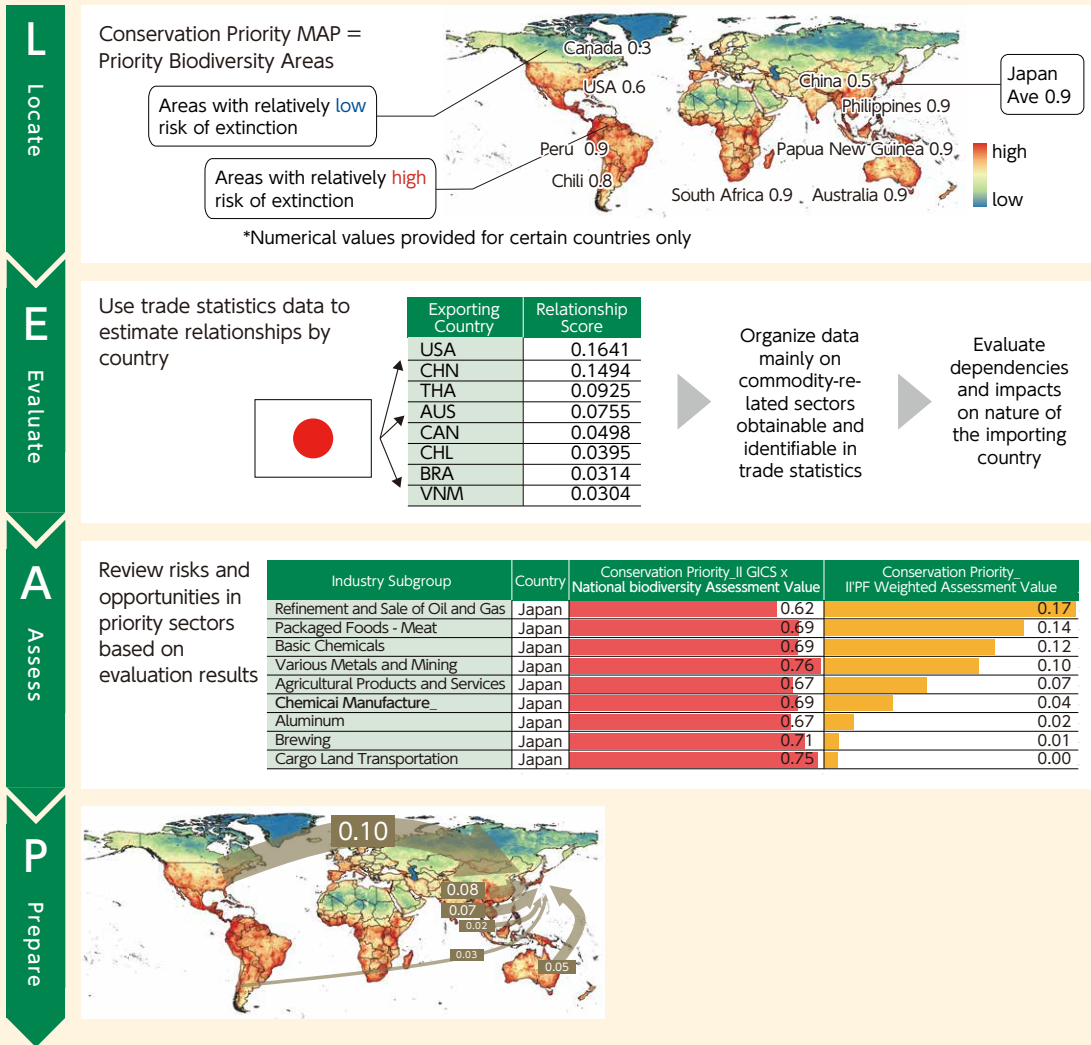 L
Locate
Conservation Priority MAP =
Priority Biodiversity Areas
Areas with relatively low
risk of extinction
Areas with relatively high
risk of extinction
Canada 0.3
USA 0.6
China 0.5
Philippines 0.9
Peru 0.9
Papua New Guinea 0.9
Chili 0.8
South Africa 0.9
Australia 0.9
Japan
Ave 0.9
high
low
*Numerical values provided for certain countries only
E
Evaluate
Use trade statistics data to
estimate relationships by
country
Exporting
Country
Relationship
Score
USA 0.1641
CHN 0.1494
THA 0.0925
AUS 0.0755
CAN 0.0498
CHL 0.0395
BRA 0.0314
VNM 0.0304
Organize data
mainly on
commodity-re-
lated sectors
obtainable and
identifiable in
trade statistics
Evaluate
dependencies
and impacts
on nature of
the importing
country
A
Assess
Review risks and
opportunities in
priority sectors
based on
evaluation results
Industry Subgroup
Country
Conservation Priority_II GICS x
National biodiversity Assessment Value
Conservation Priority_
II'PF Weighted Assessment Value
Refinement and Sale of Oil and Gas Japan 0.62 0.17
Packaged Foods - Meat Japan 0.69 0.14
Basic Chemicals Japan 0.69 0.12
Various Metals and Mining Japan 0.76 0.10
Agricultural Products and Services Japan 0.67 0.07
Chemicai Manufacture_ Japan 0.69 0.04
Aluminum Japan 0.67 0.02
Brewing Japan 0.71 0.01
Cargo Land Transportation Japan 0.75 0.00
P
Prepare
0.10
0.08
0.07
0.02
0.03
0.05